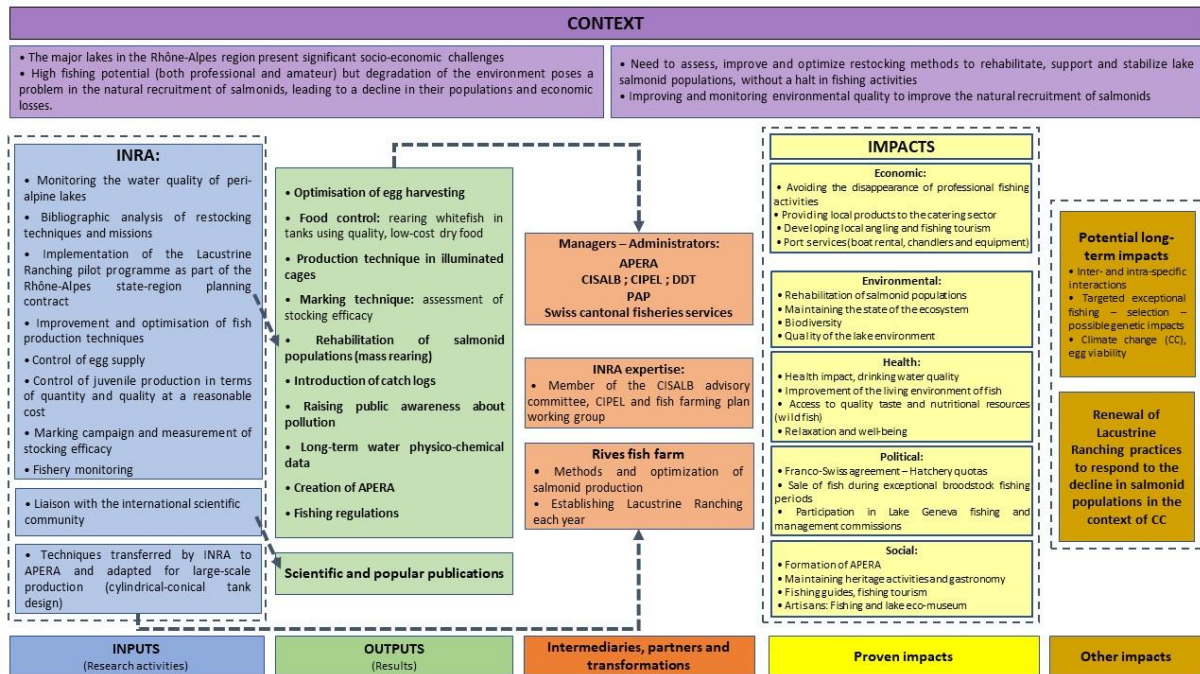 CONTEXT
• The major lakes in the Rhône-Alpes region present significant socio-economic challenges
• High fishing potential (both professional and amateur) but degradation of the environment poses a
problem in the natural recruitment of salmonids, leading to a decline in their populations and economic
losses.
• Need to assess, improve and optimize restocking methods to rehabilitate, support and stabilize lake
salmonid populations, without a halt in fishing activities
• Improving and monitoring environmental quality to improve the natural recruitment of salmonids
INRA:
• Monitoring the water quality of peri-
alpine lakes
• Bibliographic analysis of restocking
techniques and missions
• Implementation of the Lacustrine
Ranching pilot programme as part of the
Rhône-Alpes state-region planning
contract
• Improvement and optimisation of fish
production techniques
• Control of egg supply
• Control of juvenile production in terms
of quantity and quality at a reasonable
cost
• Marking campaign and measurement of
stocking efficacy
• Fishery monitoring
• Liaison with the international scientific
community
• Techniques transferred by INRA to
APERA and adapted for large-scale
production (cylindrical-conical tank
design)
INPUTS
(Research activities)
• Optimisation of egg harvesting
• Food control: rearing whitefish in
tanks using quality, low-cost dry food
• Production technique in illuminated
cages
• Marking technique: assessment of
stocking efficacy
• Rehabilitation of salmonid
populations (mass rearing)
• Introduction of catch logs
• Raising public awareness about
pollution
• Long-term water physico-chemical
data
• Creation of APERA
• Fishing regulations
Scientific and popular publications
OUTPUTS
(Results)
Managers – Administrators:
APERA
CISALB ; CIPEL ; DDT
PAP
Swiss cantonal fisheries services
INRA expertise:
• Member of the CISALB advisory
committee, CIPEL and fish farming plan
working group
Rives fish farm
• Methods and optimization of
salmonid production
• Establishing Lacustrine Ranching
each year
Intermediaries, partners and
transformations
IMPACTS
Economic:
• Avoiding the disappearance of professional fishing
activities
• Providing local products to the catering sector
• Developing local angling and fishing tourism
• Port services (boat rental, chandlers and equipment)
Environmental:
• Rehabilitation of salmonid populations
• Maintaining the state of the ecosystem
• Biodiversity
• Quality of the lake environment
Health:
• Health impact, drinking water quality
• Improvement of the living environment of fish
• Access to quality taste and nutritional resources
(wild fish)
• Relaxation and well-being
Political:
• Franco-Swiss agreement – Hatchery quotas
• Sale of fish during exceptional broodstock fishing
periods
• Participation in Lake Geneva fishing and
management commissions
Social:
• Formation of APERA
• Maintaining heritage activities and gastronomy
• Fishing guides, fishing tourism
• Artisans: Fishing and lake eco-museum
Proven impacts
Potential long-
term impacts
• Inter- and intra-specific
interactions
• Targeted exceptional
fishing – selection –
possible genetic impacts
• Climate change (CC),
egg viability
Renewal of
Lacustrine
Ranching practices
to respond to the
decline in salmonid
populations in the
context of CC
Other impacts